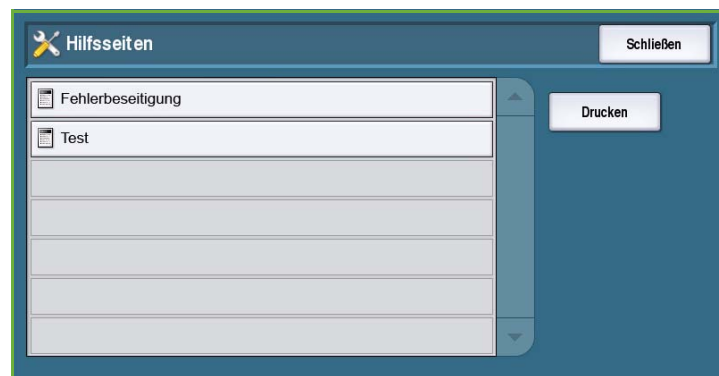 Hilfsseiten
Schließen
Fehlerbeseitigung
Drucken
Test